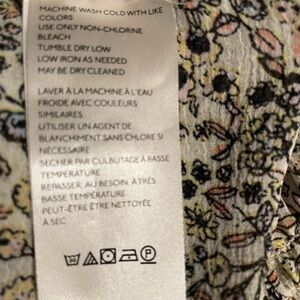 MACHINE WASH COLD WITH LIKE
COLORS
USE ONLY NON-CHLORINE
BLEACH
TUMBLE DRY LOW
LOW IRON AS NEEDED
MAY BE DRY CLEANED
LAVER À LA MACHINE À L'EAU
FROIDE AVEC COULEURS
SIMILAIRES
UTILISER UN AGENT DE
BLANCHIMENT SANS CHLORE SI
NÉCESSAIRE
SECHER PAR CULBUTAGE À BASSE
TEMPÉRATURE
REPASSER, AU BESOIN, À TRÈS
BASSE TEMPÉRATURE
PEUT-ÊTRE ÊTRE NETTOYÉE
À SEC
30 P